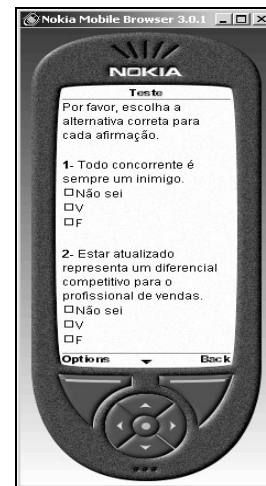 Nokia Mobile Browser 3.0.1
NOKIA
Teste
Por favor, escolha a
alternativa correta para
cada afirmação.
1- Todo concorrente é
sempre um inimigo.
Não sei
V
F
2- Estar atualizado
representa um diferencial
competitivo para o
profissional de vendas.
Não sei
V
F
Options Back